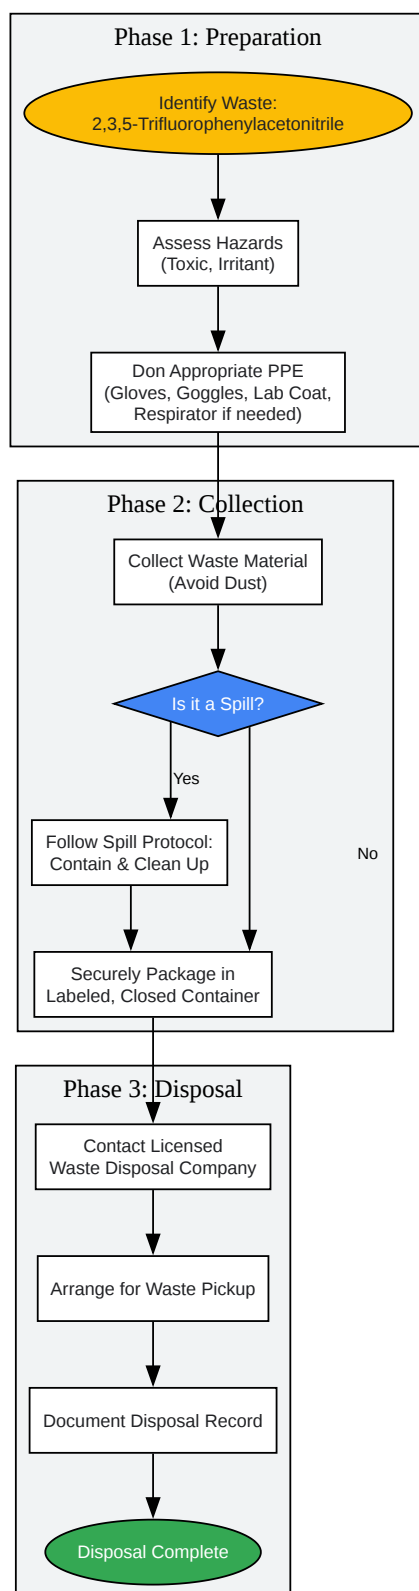 Phase 1: Preparation
Identify Waste:
2,3,5-Trifluorophenylacetonitrile
Assess Hazards
(Toxic, Irritant)
Don Appropriate PPE
(Gloves, Goggles, Lab Coat,
Respirator if needed)
Phase 2: Collection
Collect Waste Material
(Avoid Dust)
Is it a Spill?
Yes
Follow Spill Protocol:
Contain & Clean Up
No
Securely Package in
Labeled, Closed Container
Phase 3: Disposal
Contact Licensed
Waste Disposal Company
Arrange for Waste Pickup
Document Disposal Record
Disposal Complete